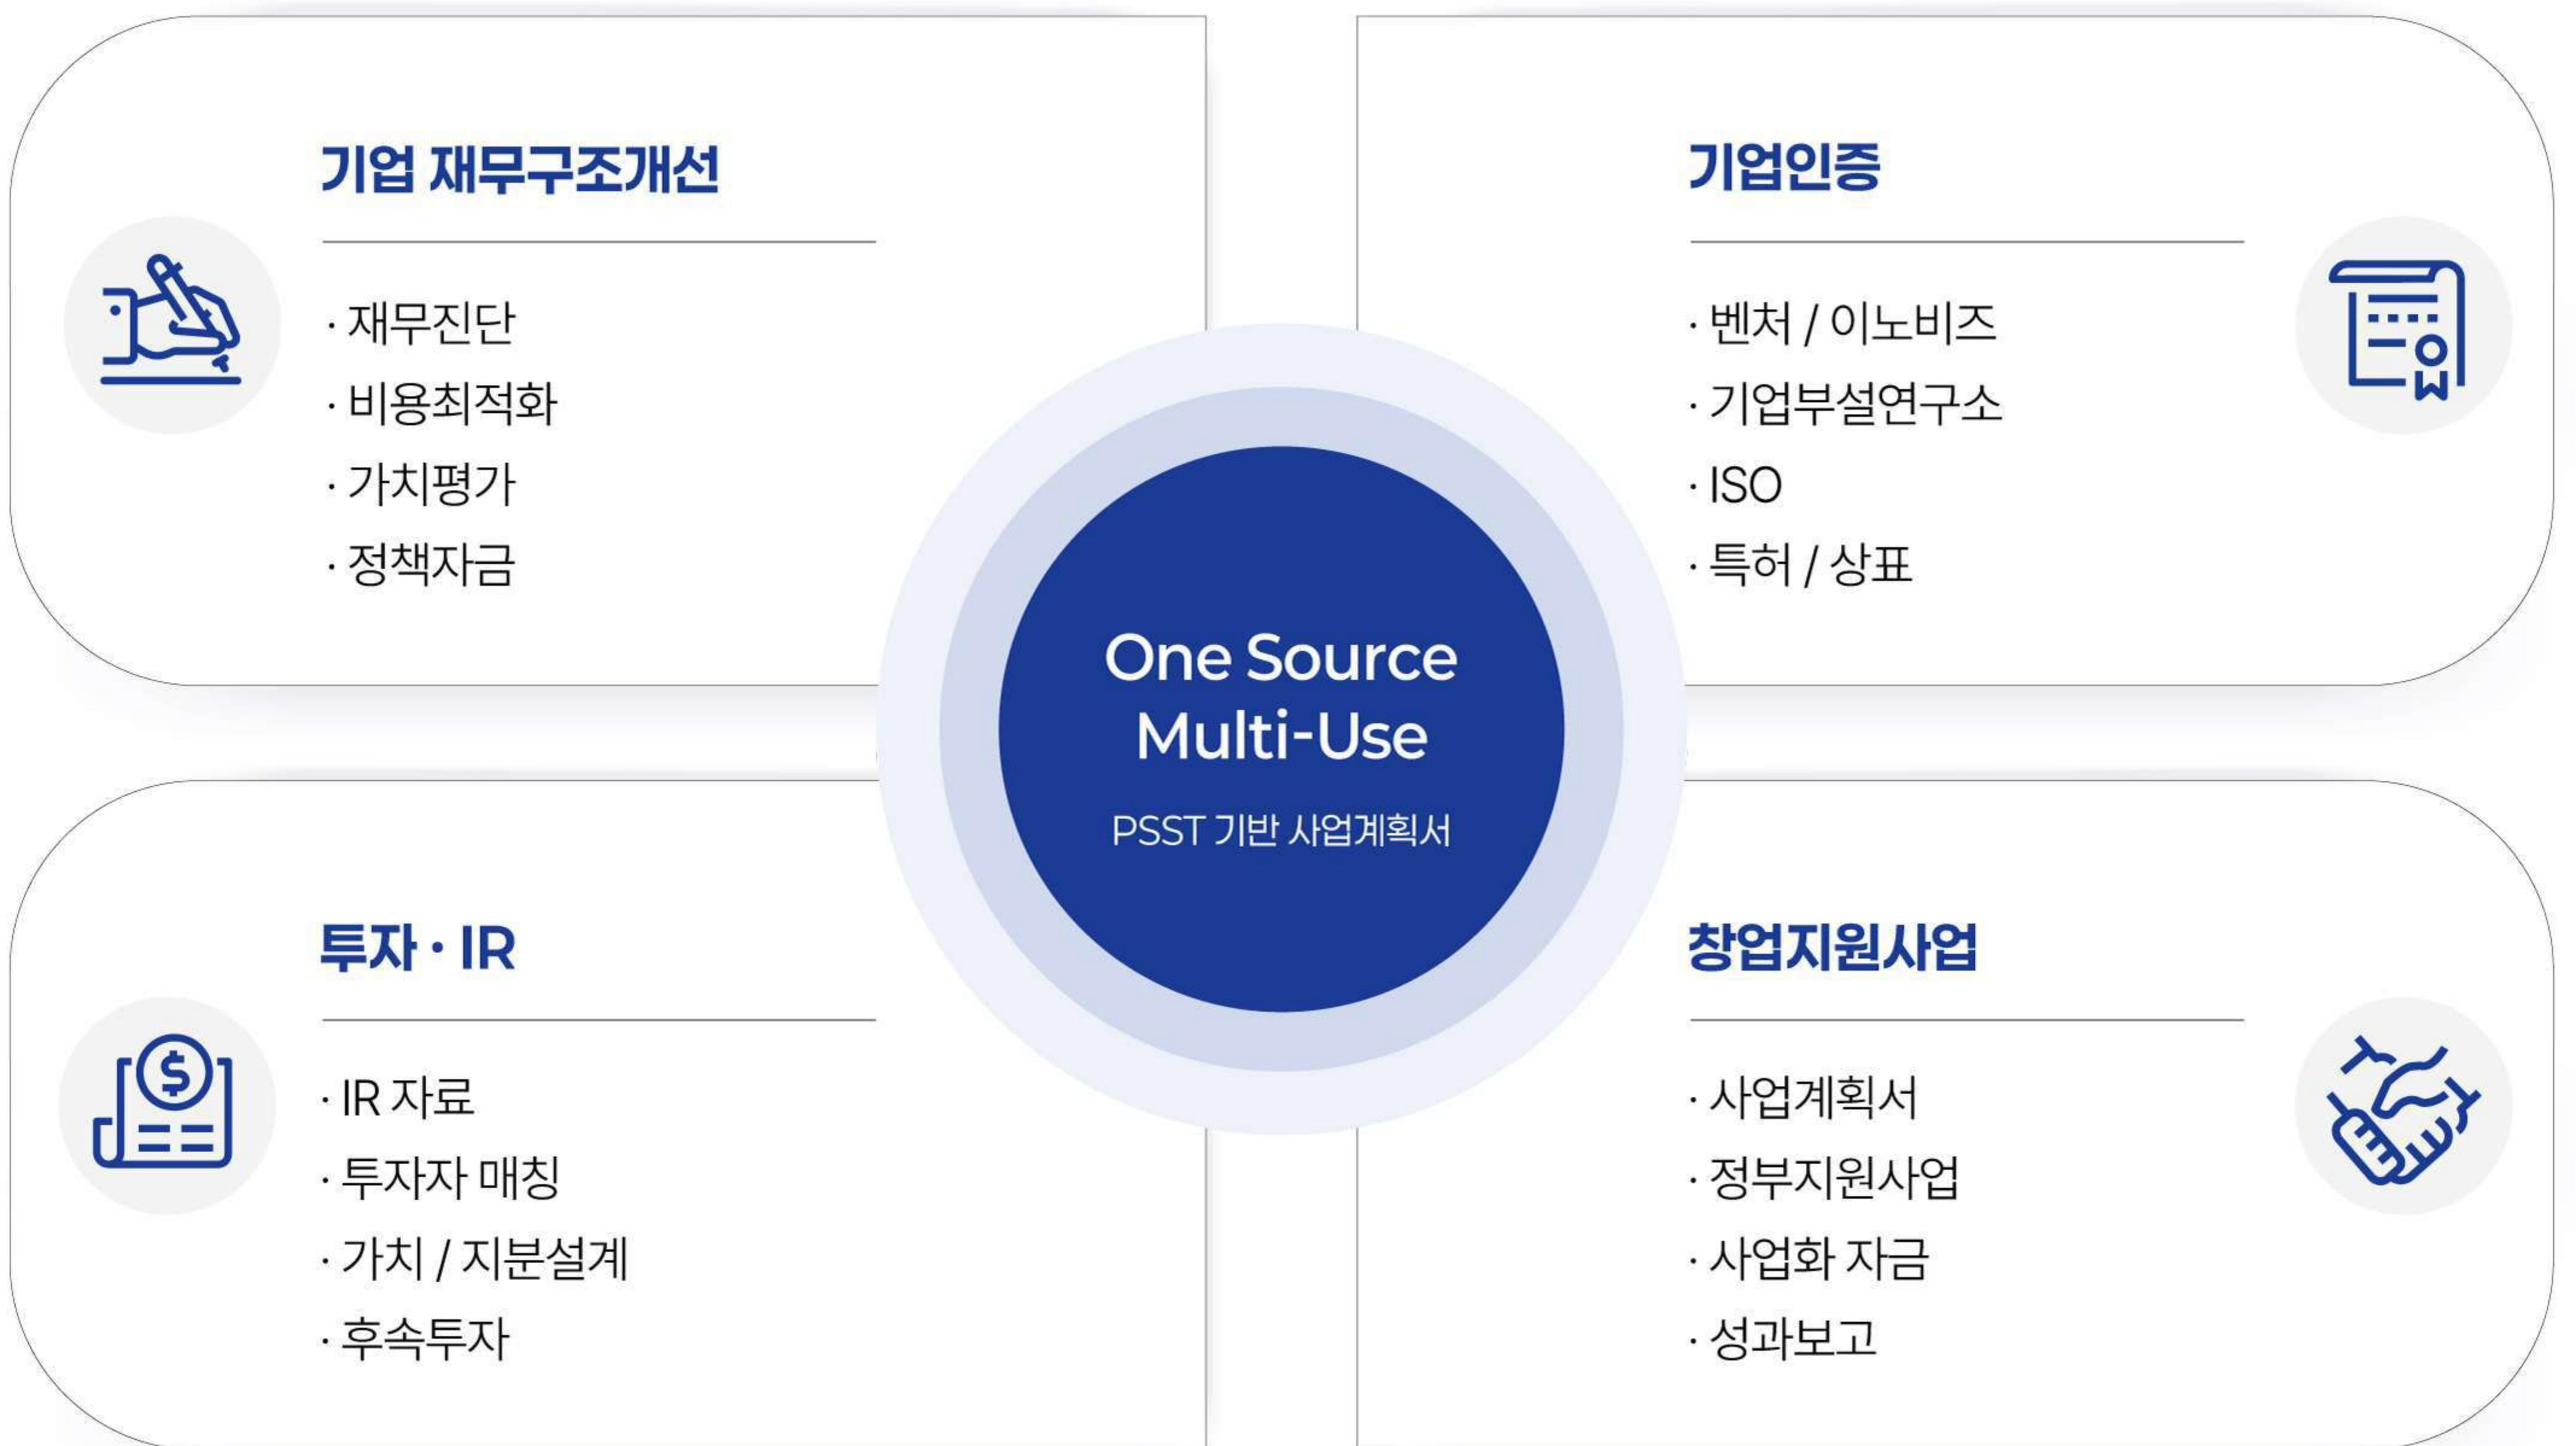 기업 재무구조개선
· 재무진단
· 비용최적화
· 가치평가
· 정책자금
기업인증
· 벤처 / 이노비즈
· 기업부설연구소
· ISO
· 특허 / 상표
One Source
Multi-Use
PSST 기반 사업계획서
투자 · IR
· IR 자료
· 투자자 매칭
· 가치 / 지분설계
· 후속투자
창업지원사업
· 사업계획서
· 정부지원사업
· 사업화 자금
· 성과보고